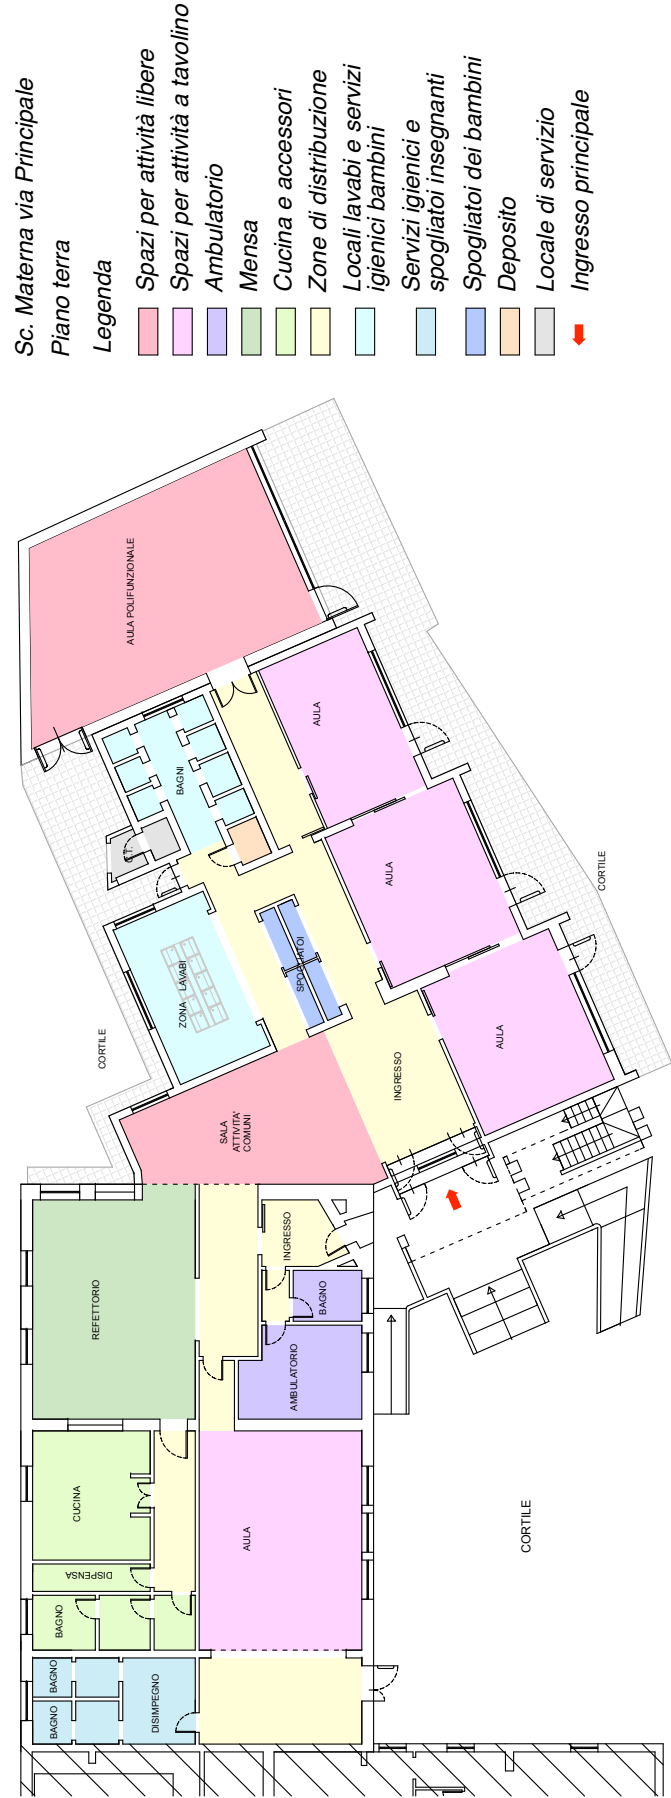 Sc. Materna via Principale
Piano terra
Legenda
Spazi per attività libere
Spazi per attività a tavolino
Ambulatorio
Mensa
Cucina e accessori
Zone di distribuzione
Locali lavabi e servizi
igienici bambini
Servizi igienici e
spogliatoi insegnanti
Spogliatoi dei bambini
Deposito
Locale di servizio
Ingresso principale
BAGNO
BAGNO
DISIMPEGNO
BAGNO
DISPENSA
CUCINA
AULA
REFETTORIO
AMBULATORIO
BAGNO
INGRESSO
SALA
ATTIVITA'
COMUNI
INGRESSO
CORTILE
ZONA LAVABI
SPOGLIATOI
C.T.
BAGNI
AULA POLIFUNZIONALE
AULA
AULA
AULA
CORTILE
CORTILE